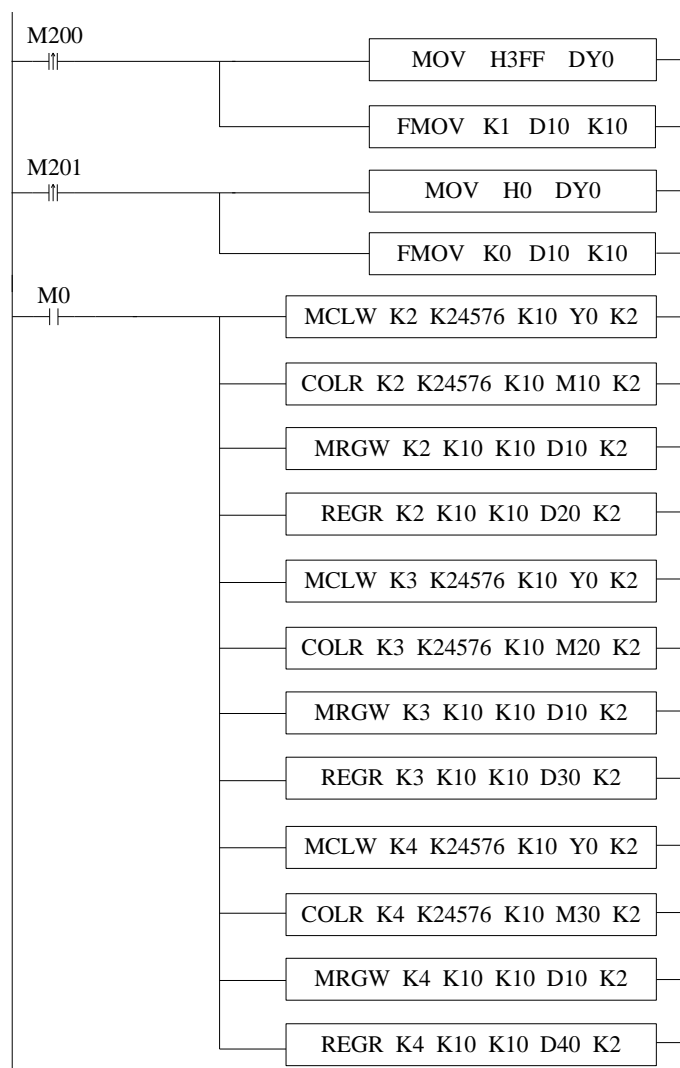 M200
MOV H3FF DY0
FMOV K1 D10 K10
M201
MOV H0 DY0
FMOV K0 D10 K10
M0
MCLW K2 K24576 K10 Y0 K2
COLR K2 K24576 K10 M10 K2
MRGW K2 K10 K10 D10 K2
REGR K2 K10 K10 D20 K2
MCLW K3 K24576 K10 Y0 K2
COLR K3 K24576 K10 M20 K2
MRGW K3 K10 K10 D10 K2
REGR K3 K10 K10 D30 K2
MCLW K4 K24576 K10 Y0 K2
COLR K4 K24576 K10 M30 K2
MRGW K4 K10 K10 D10 K2
REGR K4 K10 K10 D40 K2